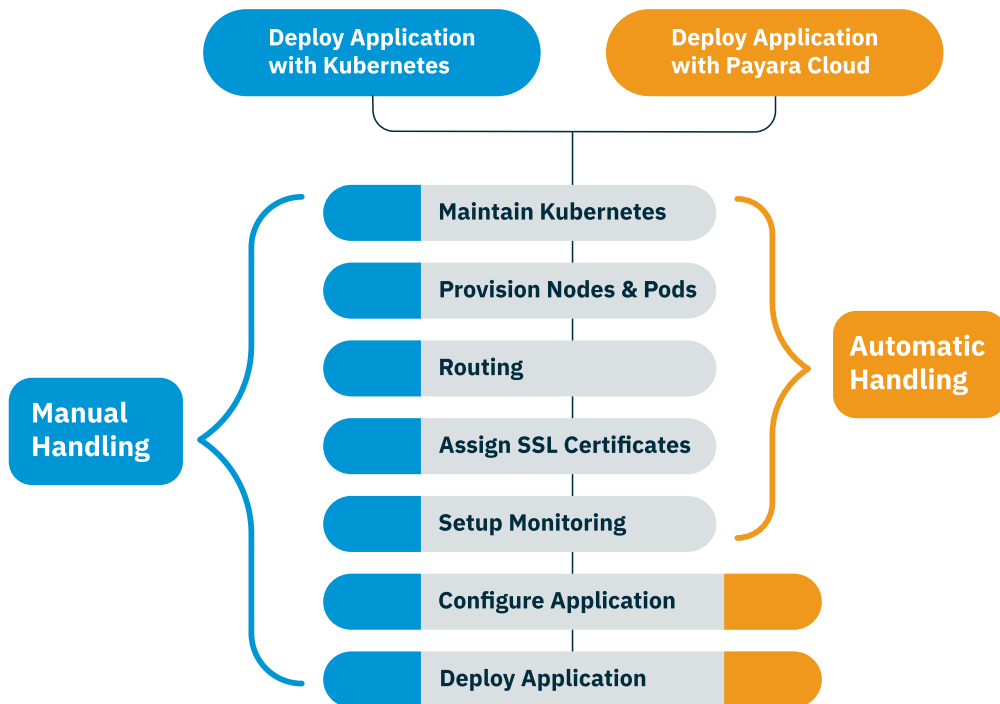 Deploy Application
with Kubernetes
Deploy Application
with Payara Cloud
Maintain Kubernetes
Provision Nodes & Pods
Routing
Assign SSL Certificates
Setup Monitoring
Configure Application
Deploy Application
Manual
Handling
Automatic
Handling